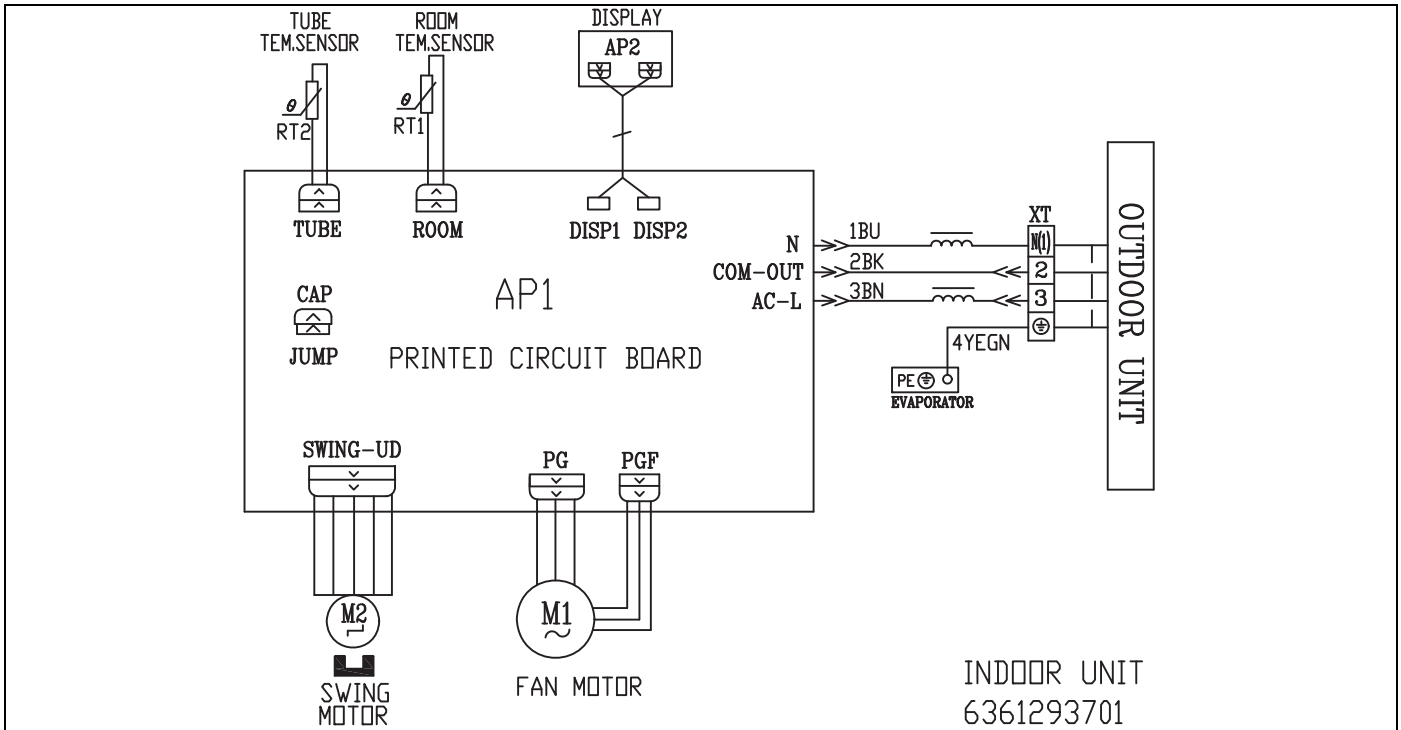 TUBE
TEM.SENSOR
ROOM
TEM.SENSOR
DISPLAY
AP2
θ
RT2
θ
RT1
TUBE
ROOM
DISP1 DISP2
N
1BU
XT
N(1)
COM-OUT
2BK
2
AC-L
3BN
3
4YEGN
PE
EVAPORATOR
OUTDOOR UNIT
CAP
JUMP
AP1
PRINTED CIRCUIT BOARD
SWING-UD
PG
PGF
M2
M1
SWING
MOTOR
FAN MOTOR
INDOOR UNIT
6361293701